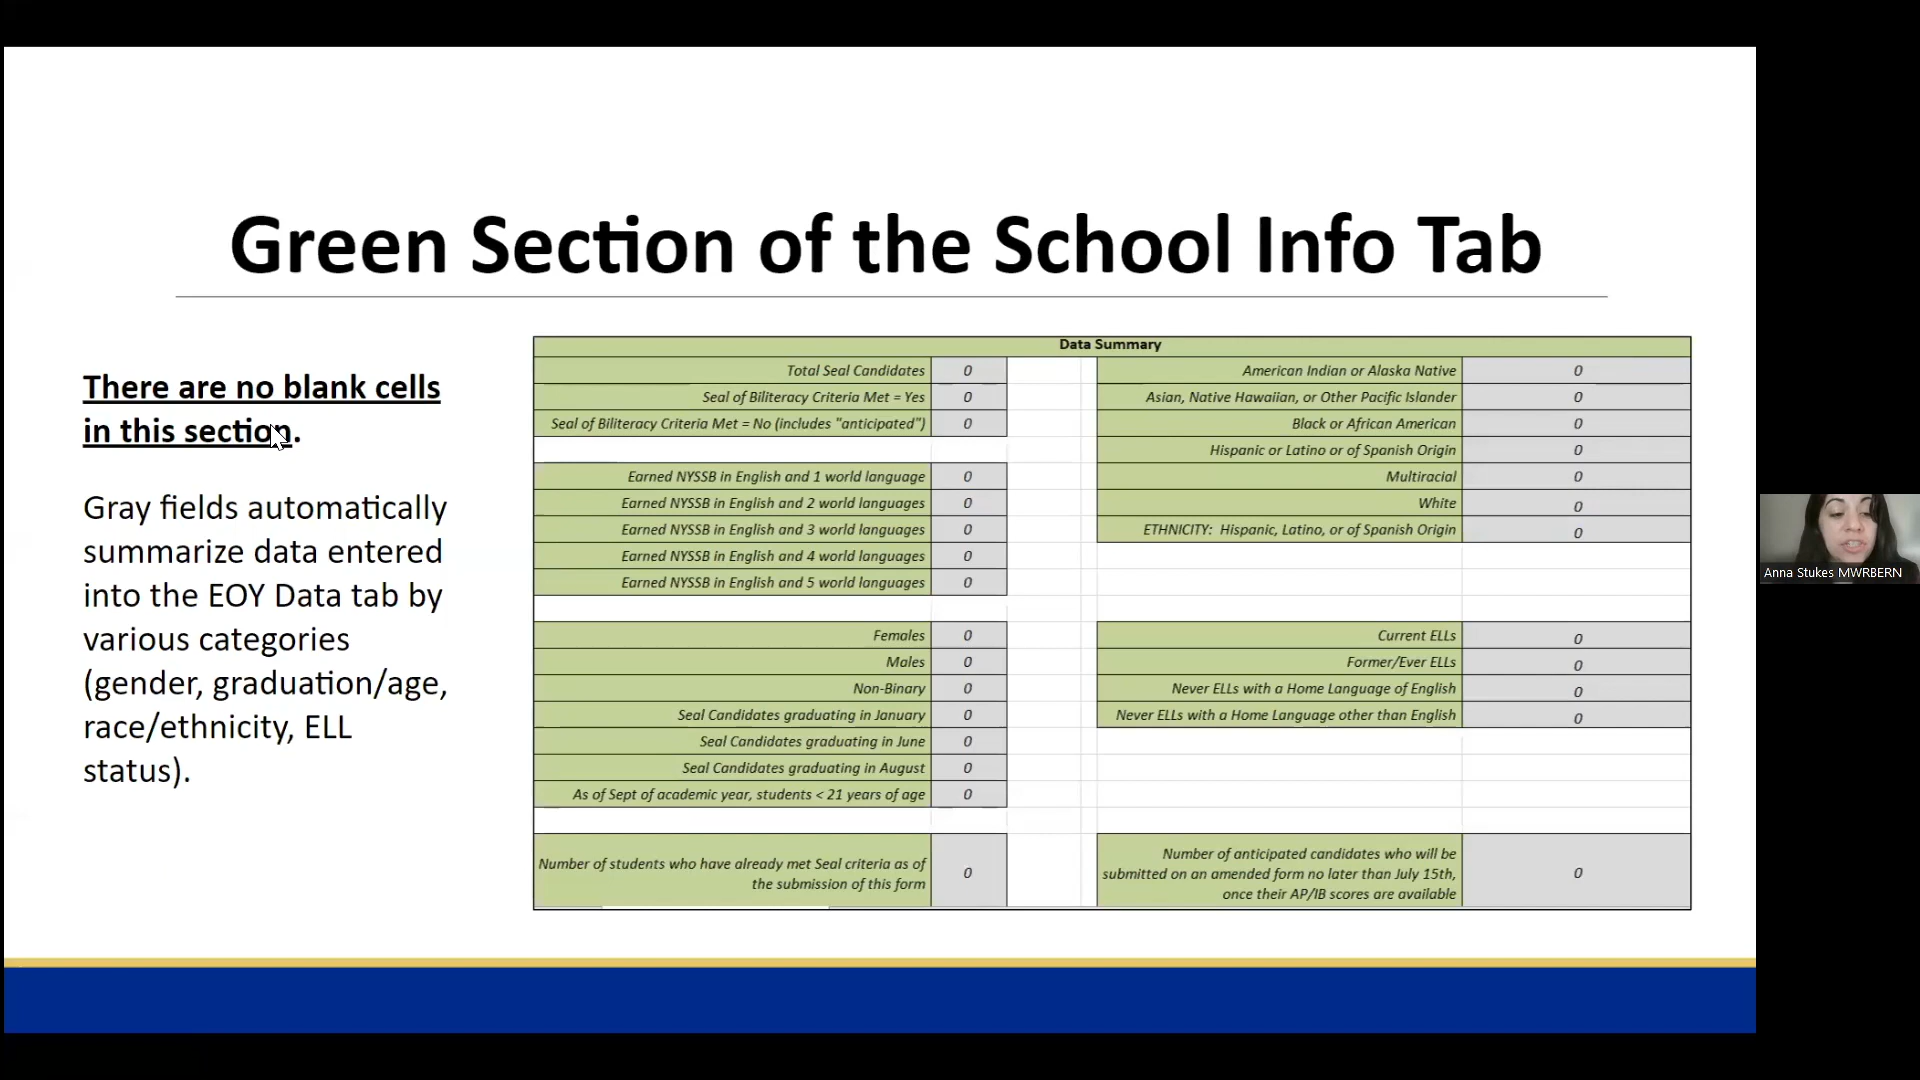 Green Section of the School Info Tab
There are no blank cells
in this section.
Gray fields automatically
summarize data entered
into the EOY Data tab by
various categories
(gender, graduation/age,
race/ethnicity, ELL
status).
Data Summary
Total Seal Candidates 0
Seal of Biliteracy Criteria Met = Yes 0
Seal of Biliteracy Criteria Met = No (includes "anticipated") 0
Earned NYSSB in English and 1 world language 0
Earned NYSSB in English and 2 world languages 0
Earned NYSSB in English and 3 world languages 0
Earned NYSSB in English and 4 world languages 0
Earned NYSSB in English and 5 world languages 0
Females 0
Males 0
Non-Binary 0
Seal Candidates graduating in January 0
Seal Candidates graduating in June 0
Seal Candidates graduating in August 0
As of Sept of academic year, students < 21 years of age 0
Number of students who have already met Seal criteria as of
the submission of this form 0
American Indian or Alaska Native 0
Asian, Native Hawaiian, or Other Pacific Islander 0
Black or African American 0
Hispanic or Latino or of Spanish Origin 0
Multiracial 0
White 0
ETHNICITY: Hispanic, Latino, or of Spanish Origin 0
Current ELLs 0
Former/Ever ELLs 0
Never ELLs with a Home Language of English 0
Never ELLs with a Home Language other than English 0
Number of anticipated candidates who will be
submitted on an amended form no later than July 15th, 0
once their AP/IB scores are available
Anna Stukes MWRBERN